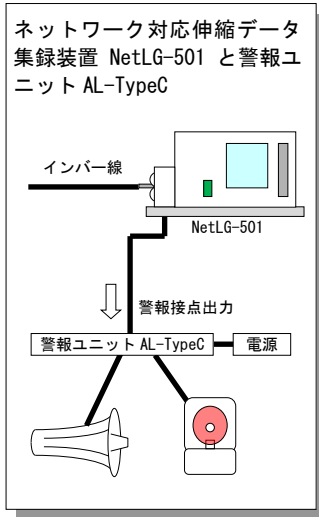 ネットワーク対応伸縮データ
集録装置 NetLG-501 と警報ユ
ニット AL-TypeC
インバー線
NetLG-501
警報接点出力
警報ユニット AL-TypeC
電源